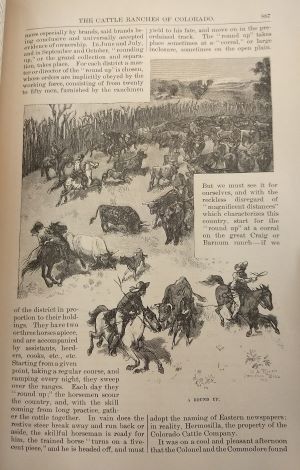 THE CATTLE RANCHES OF COLORADO. 887
more especially by brands, said brands be-
ing conclusive and universally accepted
evidence of ownership. In June and July,
and in September and October, "rounding
up," or the grand collection and separa-
tion, takes place. For each district a mas-
ter or director of the "round up" is chosen,
whose orders are implicitly obeyed by the
working force, consisting of from twenty
to fifty men, furnished by the ranchmen
yield to his fate, and move on in the pre-
ordained track. The "round up" takes
place sometimes at a "corral," or large
inclosure, sometimes on the open plain.
But we must see it for
ourselves, and with the
reckless disregard of
"magnificent distances"
which characterizes this
country, start for the
"round up" at a corral
on the great Craig or
Barnum ranch—if we
of the district in pro-
portion to their hold-
ings. They have two
or three horses apiece,
and are accompanied
by assistants, herd-
ers, cooks, etc., etc.
Starting from a given
point, taking a regular course, and
camping every night, they sweep
over the ranges. Each day they
"round up;" the horsemen scour
the country, and, with the skill
coming from long practice, gath-
er the cattle together. In vain does the
restive steer break away and run back or
aside, the skillful horseman is ready for
him, the trained horse "turns on a five-
cent piece," and he is headed off, and must
A ROUND UP.
adopt the naming of Eastern newspapers;
in reality, Hermosilla, the property of the
Colorado Cattle Company.
It was on a cool and pleasant afternoon
that the Colonel and the Commodore found